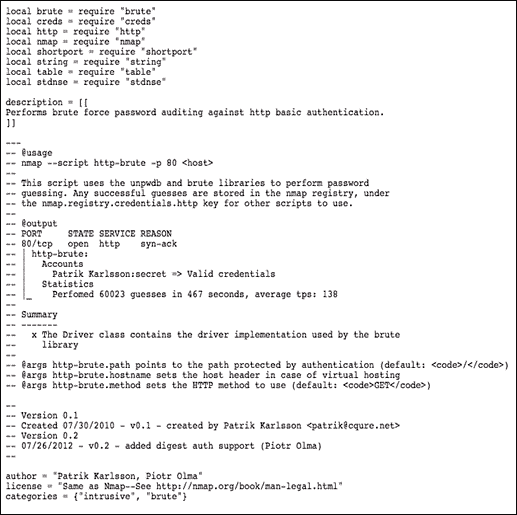 local brute = require "brute"
local creds = require "creds"
local http = require "http"
local nmap = require "nmap"
local shortport = require "shortport"
local string = require "string"
local table = require "table"
local stdnse = require "stdnse"
description = [[
Performs brute force password auditing against http basic authentication.
]]
---
-- @usage
-- nmap --script http-brute -p 80 <host>
--
-- This script uses the unpwdb and brute libraries to perform password
-- guessing. Any successful guesses are stored in the nmap registry, under
-- the nmap.registry.credentials.http key for other scripts to use.
--
-- @output
-- PORT     STATE SERVICE REASON
-- 80/tcp   open  http    syn-ack
-- | http-brute:
-- |   Accounts
-- |     Patrik Karlsson:secret => Valid credentials
-- |   Statistics
-- |_    Perfomed 60023 guesses in 467 seconds, average tps: 138
--
-- Summary
-- -------
--   x The Driver class contains the driver implementation used by the brute
--     library
--
-- @args http-brute.path points to the path protected by authentication (default: <code>/</code>)
-- @args http-brute.hostname sets the host header in case of virtual hosting
-- @args http-brute.method sets the HTTP method to use (default: <code>GET</code>)
--
-- Version 0.1
-- Created 07/30/2010 - v0.1 - created by Patrik Karlsson <patrik@cqure.net>
-- Version 0.2
-- 07/26/2012 - v0.2 - added digest auth support (Piotr Olma)
--
author = "Patrik Karlsson, Piotr Olma"
license = "Same as Nmap--See http://nmap.org/book/man-legal.html"
categories = {"intrusive", "brute"}